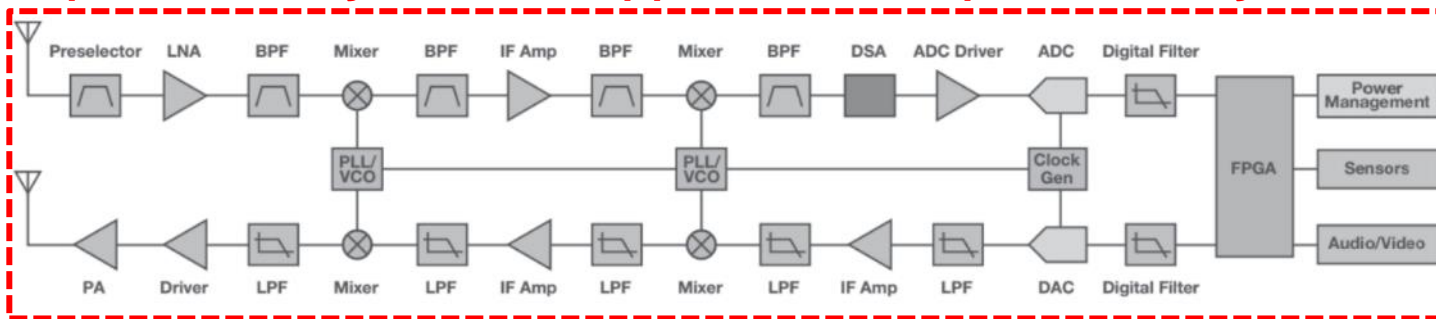 Preselector LNA BPF Mixer BPF IF Amp BPF Mixer BPF DSA ADC Driver ADC Digital Filter
Power
Management
PLL/
VCO
PLL/
VCO
Clock
Gen
FPGA
Sensors
Audio/Video
PA Driver LPF Mixer LPF IF Amp LPF Mixer LPF IF Amp LPF DAC Digital Filter